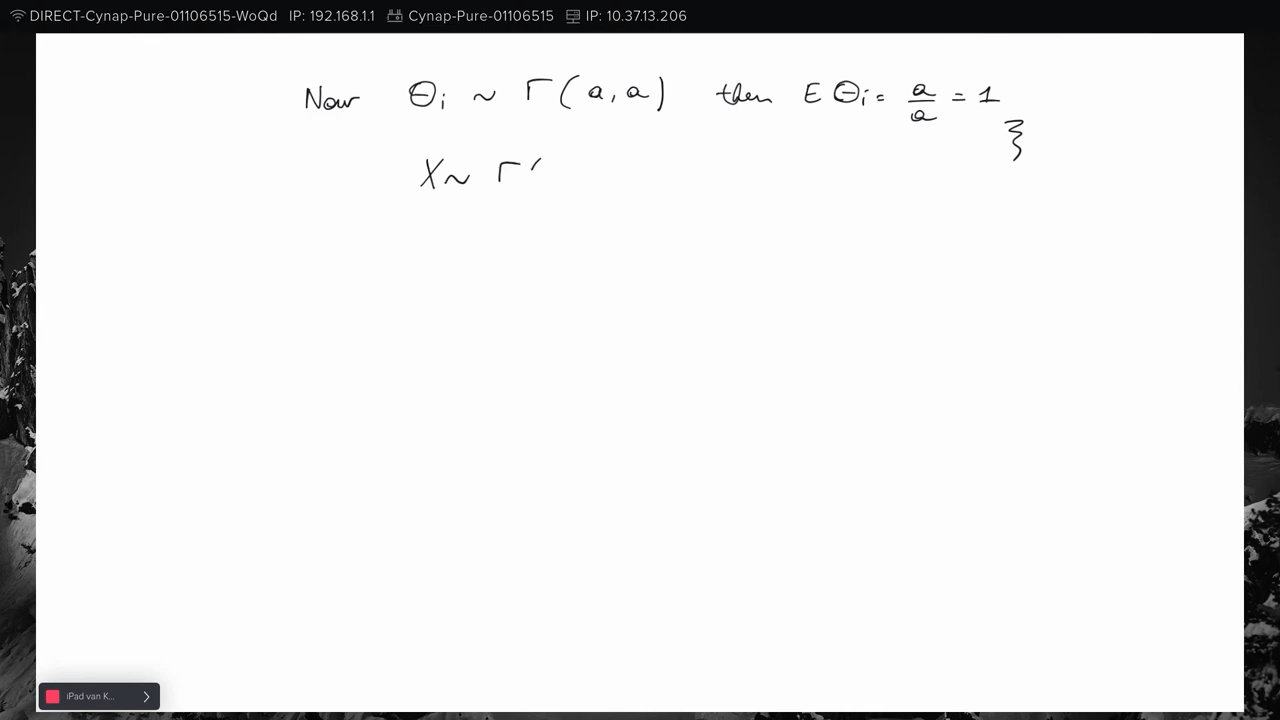 DIRECT-Cynap-Pure-01106515-WoQd IP: 192.168.1.1 Cynap-Pure-01106515 IP: 10.37.13.206
Now Θi ~ Γ(a,a) then E Θi = a/a = 1
X ~ Γ(
iPad van K...